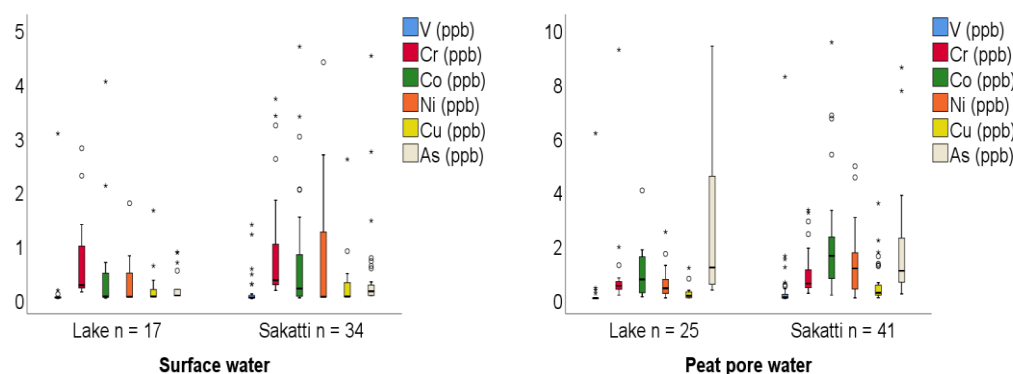 5
4
3
2
1
0
V (ppb)
Cr (ppb)
Co (ppb)
Ni (ppb)
Cu (ppb)
As (ppb)
Lake n = 17
Sakatti n = 34
Surface water
10
8
6
4
2
0
V (ppb)
Cr (ppb)
Co (ppb)
Ni (ppb)
Cu (ppb)
As (ppb)
Lake n = 25
Sakatti n = 41
Peat pore water